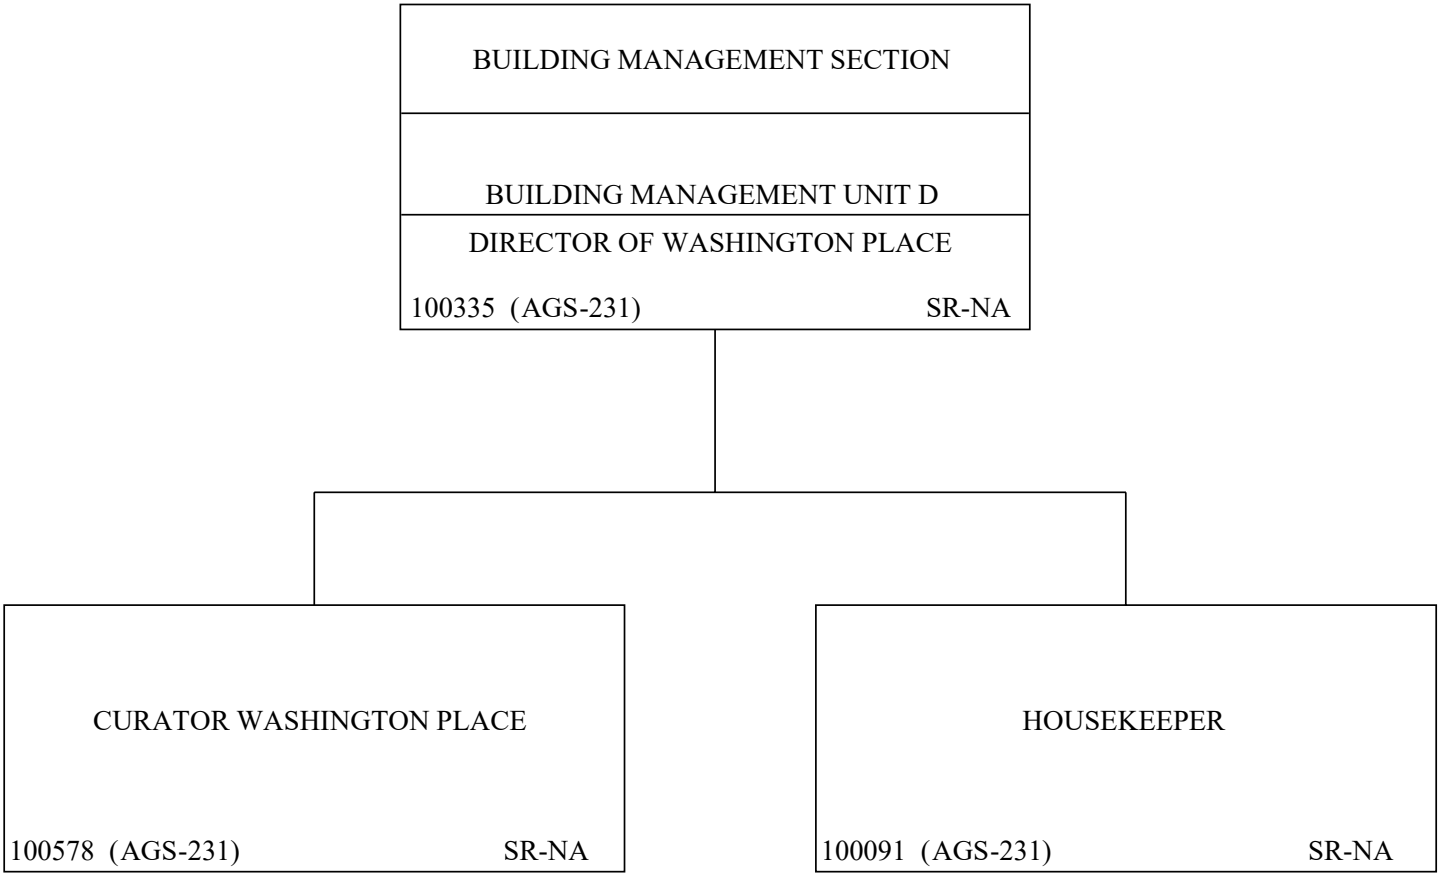 BUILDING MANAGEMENT SECTION
BUILDING MANAGEMENT UNIT D
DIRECTOR OF WASHINGTON PLACE
100335 (AGS-231) SR-NA
CURATOR WASHINGTON PLACE
100578 (AGS-231) SR-NA
HOUSEKEEPER
100091 (AGS-231) SR-NA